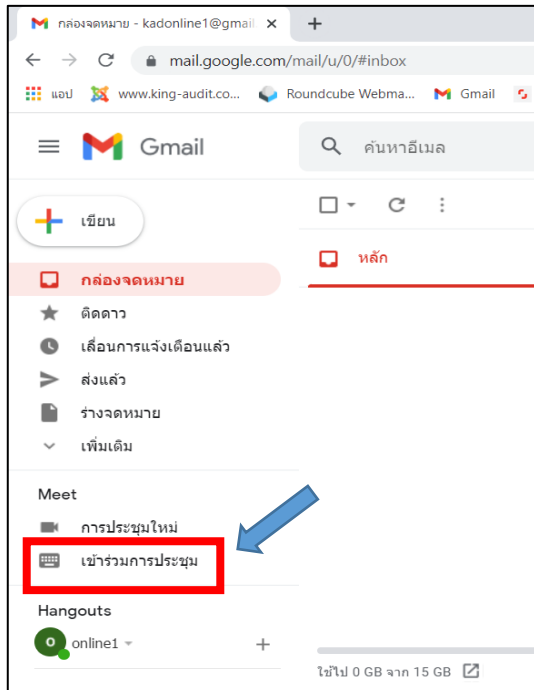 กล่องจดหมาย - kadonline1@gmail
mail.google.com/mail/u/0/#inbox
แอป www.king-audit.co... Roundcube Webma... Gmail
Gmail ค้นหาอีเมล
เขียน
หลัก
กล่องจดหมาย
ติดดาว
เลื่อนการแจ้งเตือนแล้ว
ส่งแล้ว
ร่างจดหมาย
เพิ่มเติม
Meet
การประชุมใหม่
เข้าร่วมการประชุม
Hangouts
o online1
ใช้ไป 0 GB จาก 15 GB